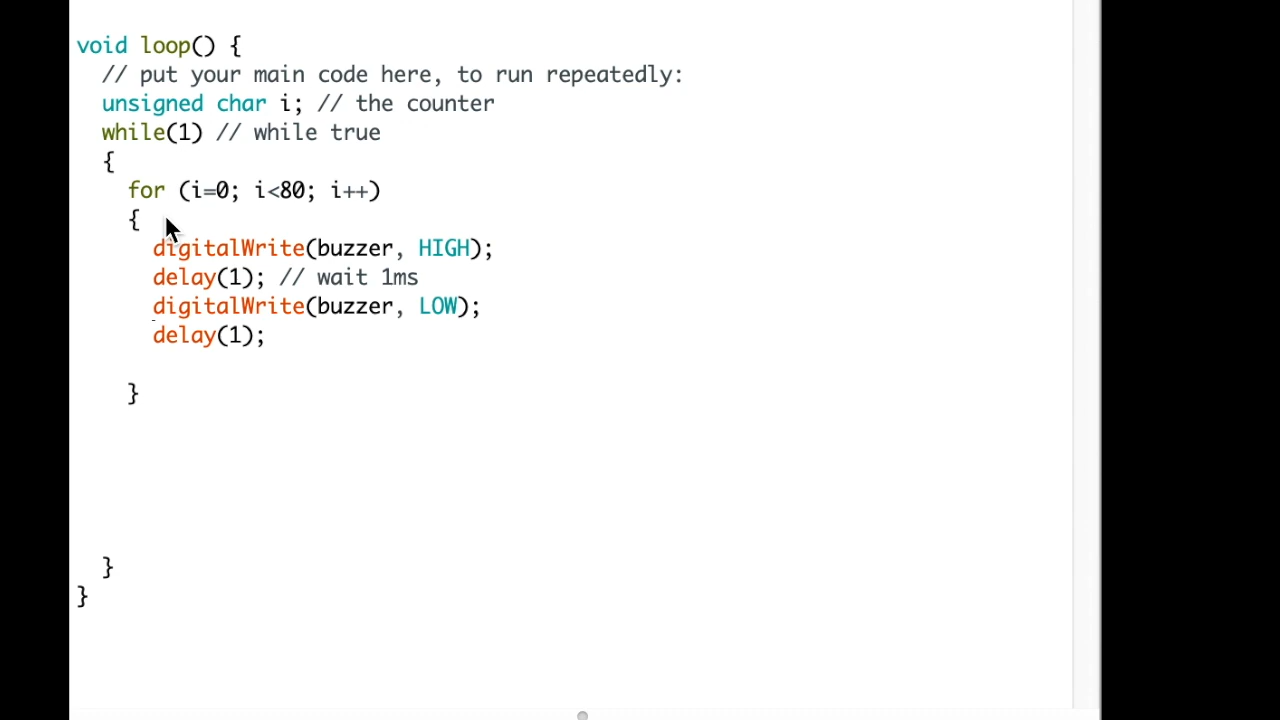 void loop() {
// put your main code here, to run repeatedly:
unsigned char i; // the counter
while(1) // while true
{
for (i=0; i<80; i++)
{
digitalWrite(buzzer, HIGH);
delay(1); // wait 1ms
digitalWrite(buzzer, LOW);
delay(1);
}
}
}